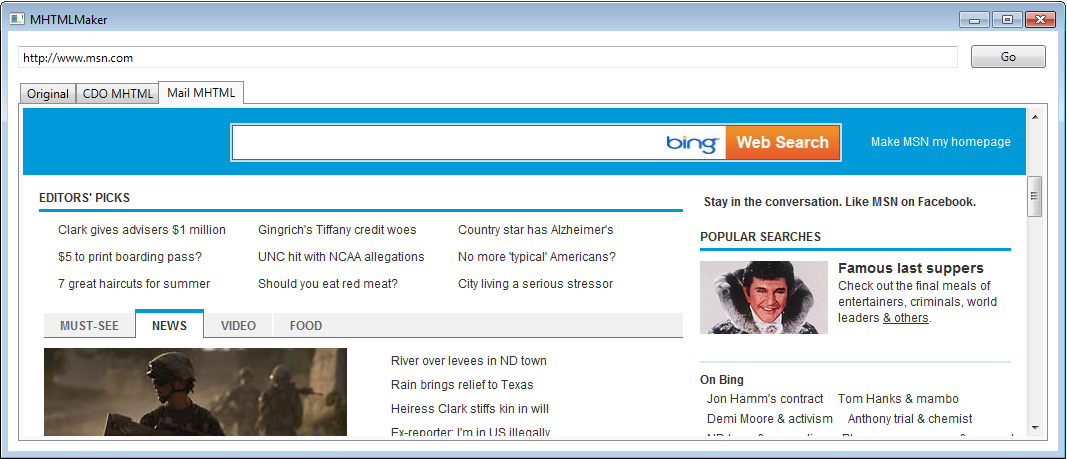 MHTMLMaker
http://www.msn.com
Go
Original CDO MHTML Mail MHTML
bing Web Search Make MSN my homepage
EDITORS' PICKS
Clark gives advisers $1 million Gingrich's Tiffany credit woes Country star has Alzheimer's
$5 to print boarding pass? UNC hit with NCAA allegations No more 'typical' Americans?
7 great haircuts for summer Should you eat red meat? City living a serious stressor
MUST-SEE NEWS VIDEO FOOD
River over levees in ND town
Rain brings relief to Texas
Heiress Clark stiffs kin in will
Ex-reporter: I'm in US illegally
Stay in the conversation. Like MSN on Facebook.
POPULAR SEARCHES
Famous last suppers
Check out the final meals of
entertainers, criminals, world
leaders & others.
On Bing
Jon Hamm's contract Tom Hanks & mambo
Demi Moore & activism Anthony trial & chemist